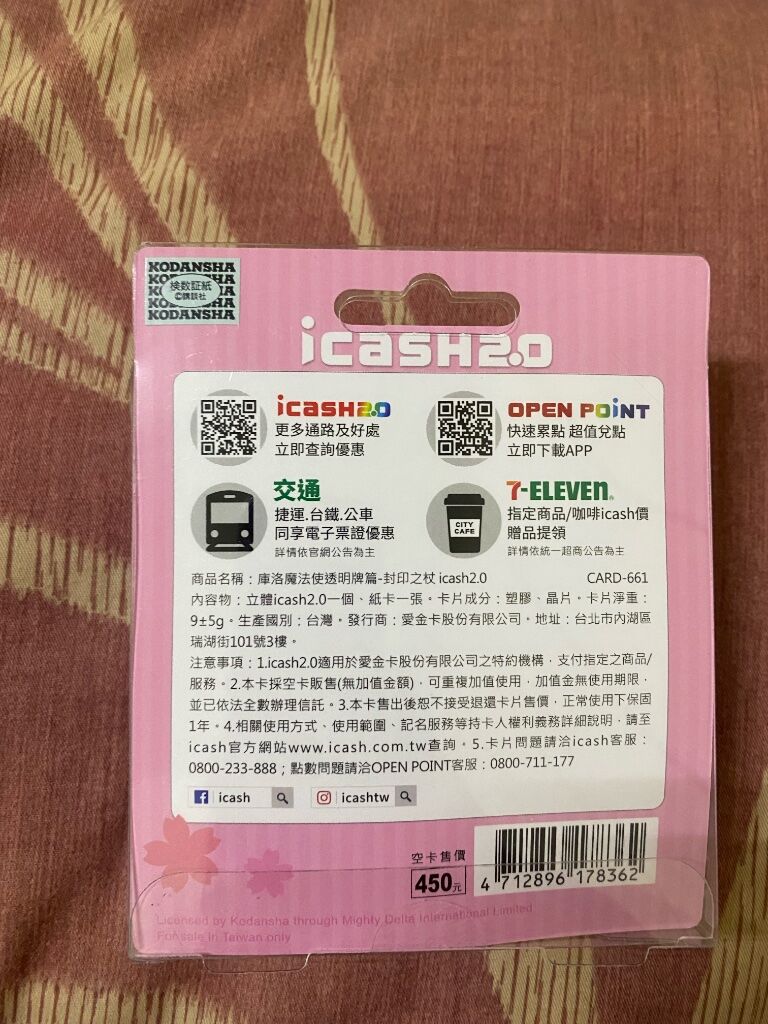 KODANSHA
KODANSHA
検数証紙
©講談社
KODANSHA
KODANSHA
icash2.0
icash2.0
更多通路及好處
立即查詢優惠
OPEN POiNT
快速累點 超值兌點
立即下載APP
交通
捷運.台鐵.公車
同享電子票證優惠
詳情依官網公告為主
7-ELEVEn.
指定商品/咖啡icash價
贈品提領
詳情依統一超商公告為主
CITY
CAFE
商品名稱：庫洛魔法使透明牌篇-封印之杖 icash2.0 CARD-661
內容物：立體icash2.0一個、紙卡一張。卡片成分：塑膠、晶片。卡片淨重：
9±5g。生產國別：台灣。發行商：愛金卡股份有限公司。地址：台北市內湖區
瑞湖街101號3樓。
注意事項：1.icash2.0適用於愛金卡股份有限公司之特約機構，支付指定之商品/
服務。2.本卡採空卡販售(無加值金額)，可重複加值使用，加值金無使用期限，
並已依法全數辦理信託。3.本卡售出後恕不接受退還卡片售價，正常使用下保固
1年。4.相關使用方式、使用範圍、記名服務等持卡人權利義務詳細說明，請至
icash官方網站www.icash.com.tw查詢。5.卡片問題請洽icash客服：
0800-233-888；點數問題請洽OPEN POINT客服：0800-711-177
f icash
icashtw
空卡售價
450元
4 712896 178362
Licensed by Kodansha through Mighty Delta International Limited
For sale in Taiwan only